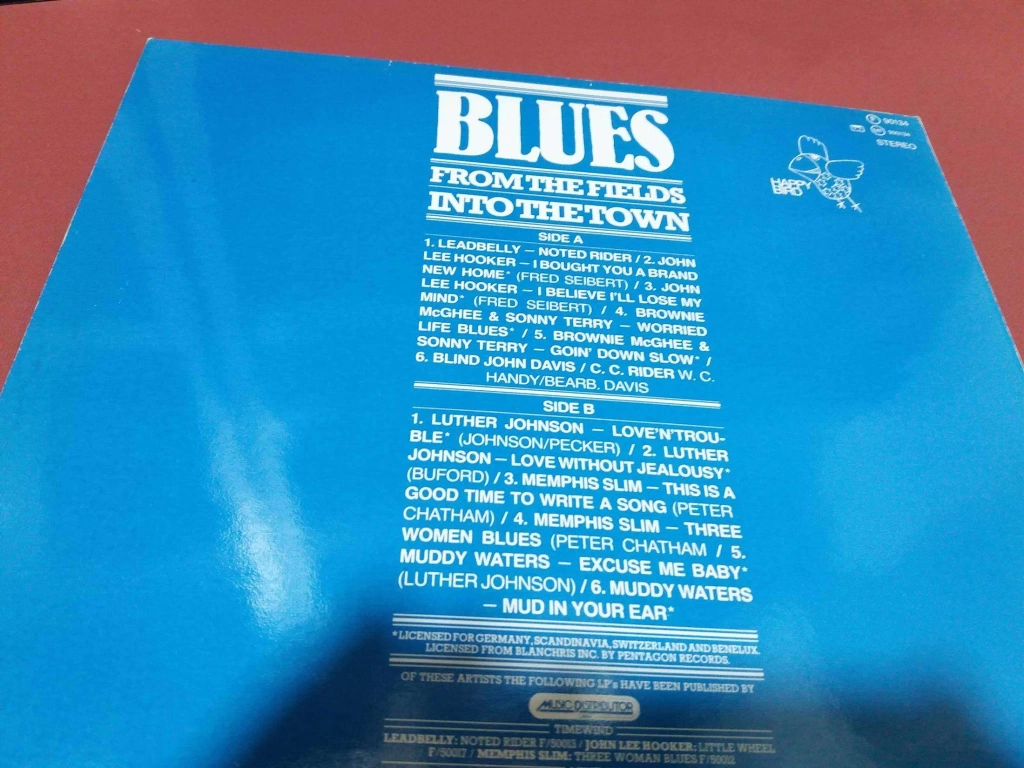 BLUES
FROM THE FIELDS
INTO THE TOWN
F 90134
STEREO
HAPPY
BIRD
SIDE A
1. LEADBELLY – NOTED RIDER / 2. JOHN
LEE HOOKER – I BOUGHT YOU A BRAND
NEW HOME* (FRED SEIBERT) / 3. JOHN
LEE HOOKER – I BELIEVE I'LL LOSE MY
MIND* (FRED SEIBERT) / 4. BROWNIE
McGHEE & SONNY TERRY – WORRIED
LIFE BLUES* / 5. BROWNIE McGHEE &
SONNY TERRY – GOIN' DOWN SLOW* /
6. BLIND JOHN DAVIS / C. C. RIDER W. C.
HANDY/BEARB. DAVIS
SIDE B
1. LUTHER JOHNSON – LOVE'N'TROU-
BLE* (JOHNSON/PECKER) / 2. LUTHER
JOHNSON – LOVE WITHOUT JEALOUSY*
(BUFORD) / 3. MEMPHIS SLIM – THIS IS A
GOOD TIME TO WRITE A SONG (PETER
CHATHAM) / 4. MEMPHIS SLIM – THREE
WOMEN BLUES (PETER CHATHAM / 5.
MUDDY WATERS – EXCUSE ME BABY*
(LUTHER JOHNSON) / 6. MUDDY WATERS
– MUD IN YOUR EAR*
*LICENSED FOR GERMANY, SCANDINAVIA, SWITZERLAND AND BENELUX.
LICENSED FROM BLANCHRIS INC. BY PENTAGON RECORDS.
OF THESE ARTISTS THE FOLLOWING LP's HAVE BEEN PUBLISHED BY
MUSIC DISTRIBUTOR
TIMEWIND
LEADBELLY: NOTED RIDER F/50013 / JOHN LEE HOOKER: LITTLE WHEEL
F/50017 / MEMPHIS SLIM: THREE WOMAN BLUES F/50012